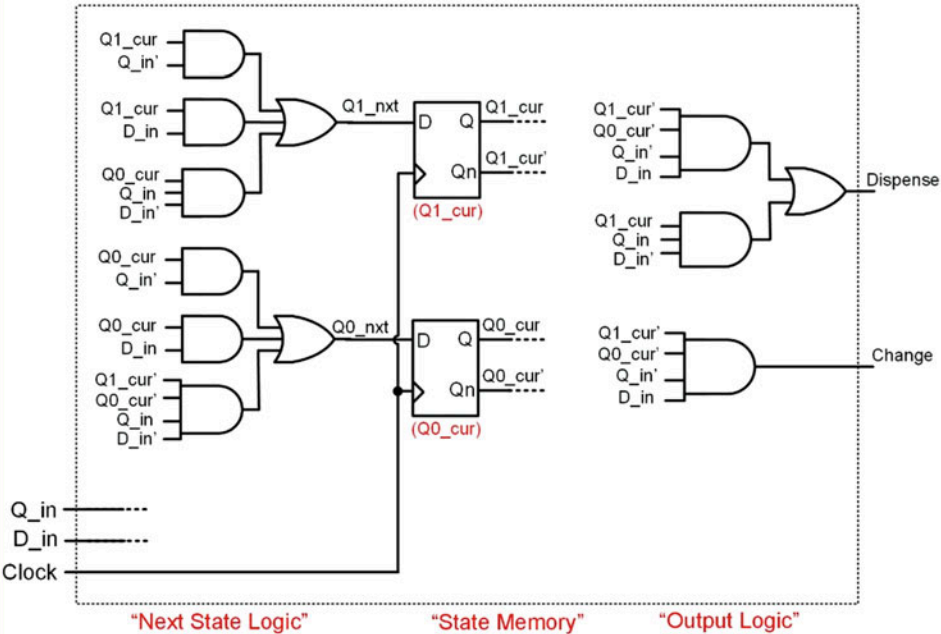 Q1_cur
Q_in'
Q1_cur
D_in
Q0_cur
Q_in
D_in'
Q1_nxt
D
Q
Qn
Q1_cur
Q1_cur'
(Q1_cur)
Q0_cur
Q_in'
Q0_cur
D_in
Q1_cur'
Q0_cur'
Q_in
D_in'
Q0_nxt
D
Q
Qn
Q0_cur
Q0_cur'
(Q0_cur)
Q1_cur'
Q0_cur'
Q_in'
D_in
Q1_cur
Q_in
D_in'
Dispense
Q1_cur'
Q0_cur'
Q_in'
D_in
Change
Q_in
D_in
Clock
"Next State Logic"
"State Memory"
"Output Logic"